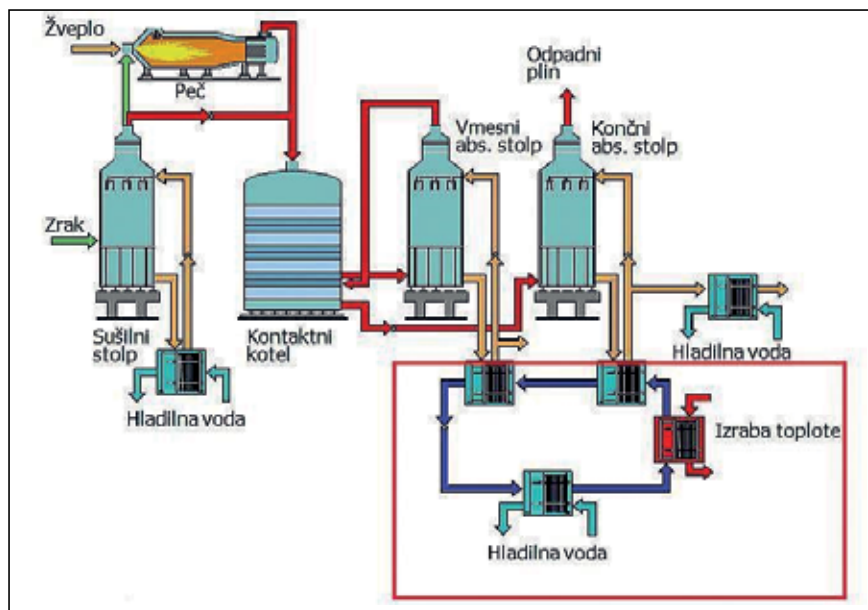 Žveplo
Peč
Odpadni
plin
Vmesni
abs. stolp
Končni
abs. stolp
Zrak
Sušilni
stolp
Kontaktni
kotel
Hladilna voda
Hladilna voda
Izraba toplote
Hladilna voda